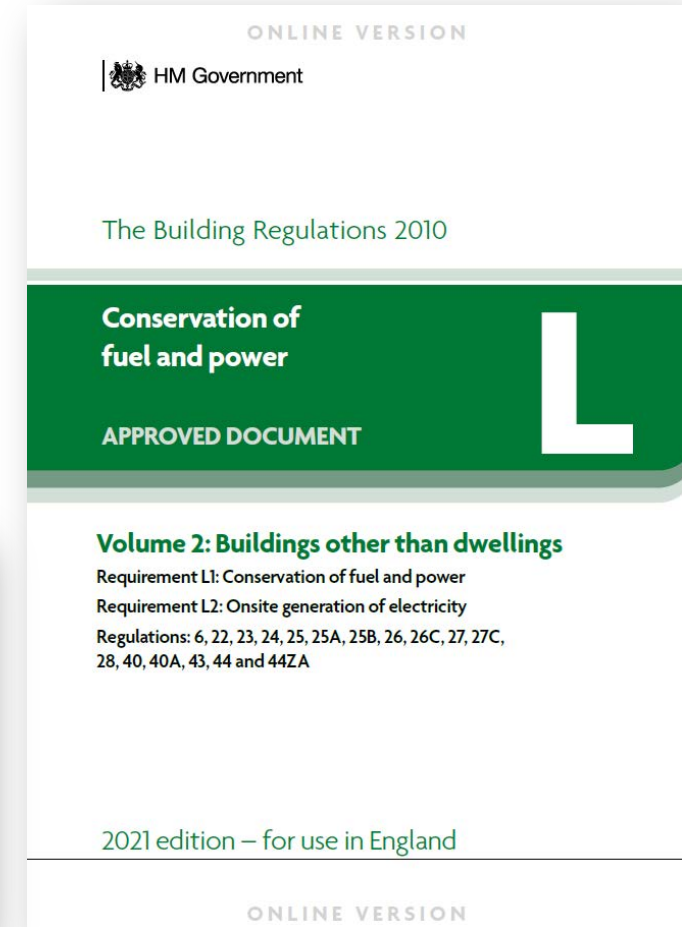 ONLINE VERSION
HM Government
The Building Regulations 2010
Conservation of
fuel and power
L
APPROVED DOCUMENT
Volume 2: Buildings other than dwellings
Requirement L1: Conservation of fuel and power
Requirement L2: Onsite generation of electricity
Regulations: 6, 22, 23, 24, 25, 25A, 25B, 26, 26C, 27, 27C,
28, 40, 40A, 43, 44 and 44ZA
2021 edition – for use in England
ONLINE VERSION